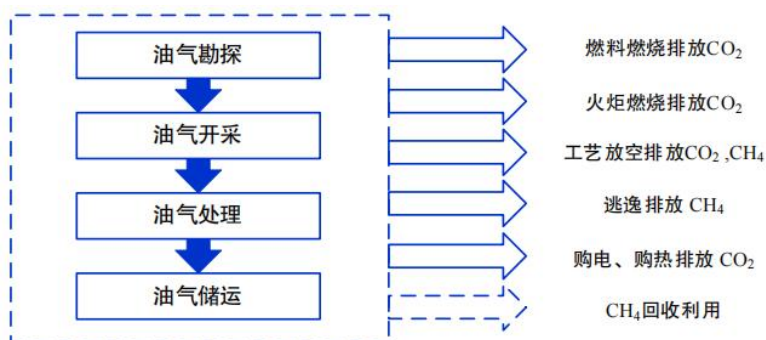 油气勘探
油气开采
油气处理
油气储运
燃料燃烧排放CO₂
火炬燃烧排放CO₂
工艺放空排放CO₂ ,CH₄
逃逸排放 CH₄
购电、购热排放 CO₂
CH₄回收利用